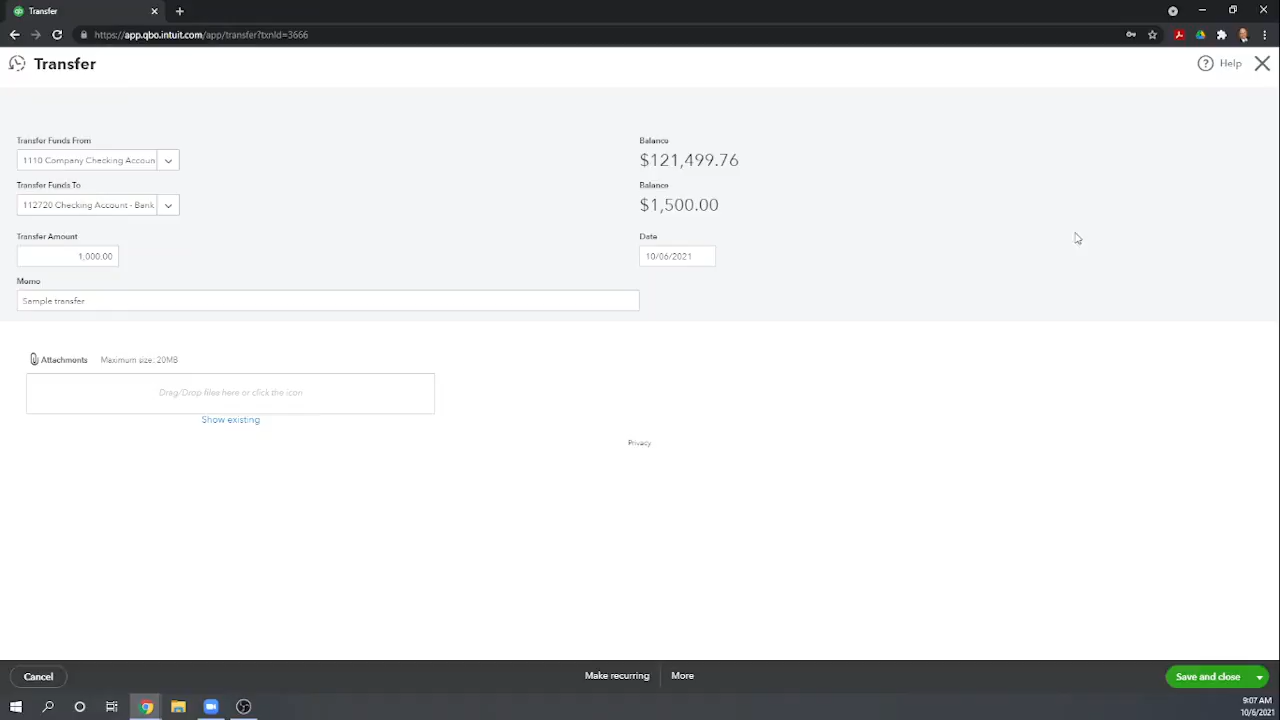 Transfer
https://app.qbo.intuit.com/app/transfer?txnId=3666
Transfer
Help
Transfer Funds From
1110 Company Checking Accoun
Balance
$121,499.76
Transfer Funds To
112720 Checking Account - Bank
Balance
$1,500.00
Transfer Amount
1,000.00
Date
10/06/2021
Memo
Sample transfer
Attachments Maximum size: 20MB
Drag/Drop files here or click the icon
Show existing
Privacy
Cancel
Make recurring
More
Save and close
9:07 AM
10/6/2021